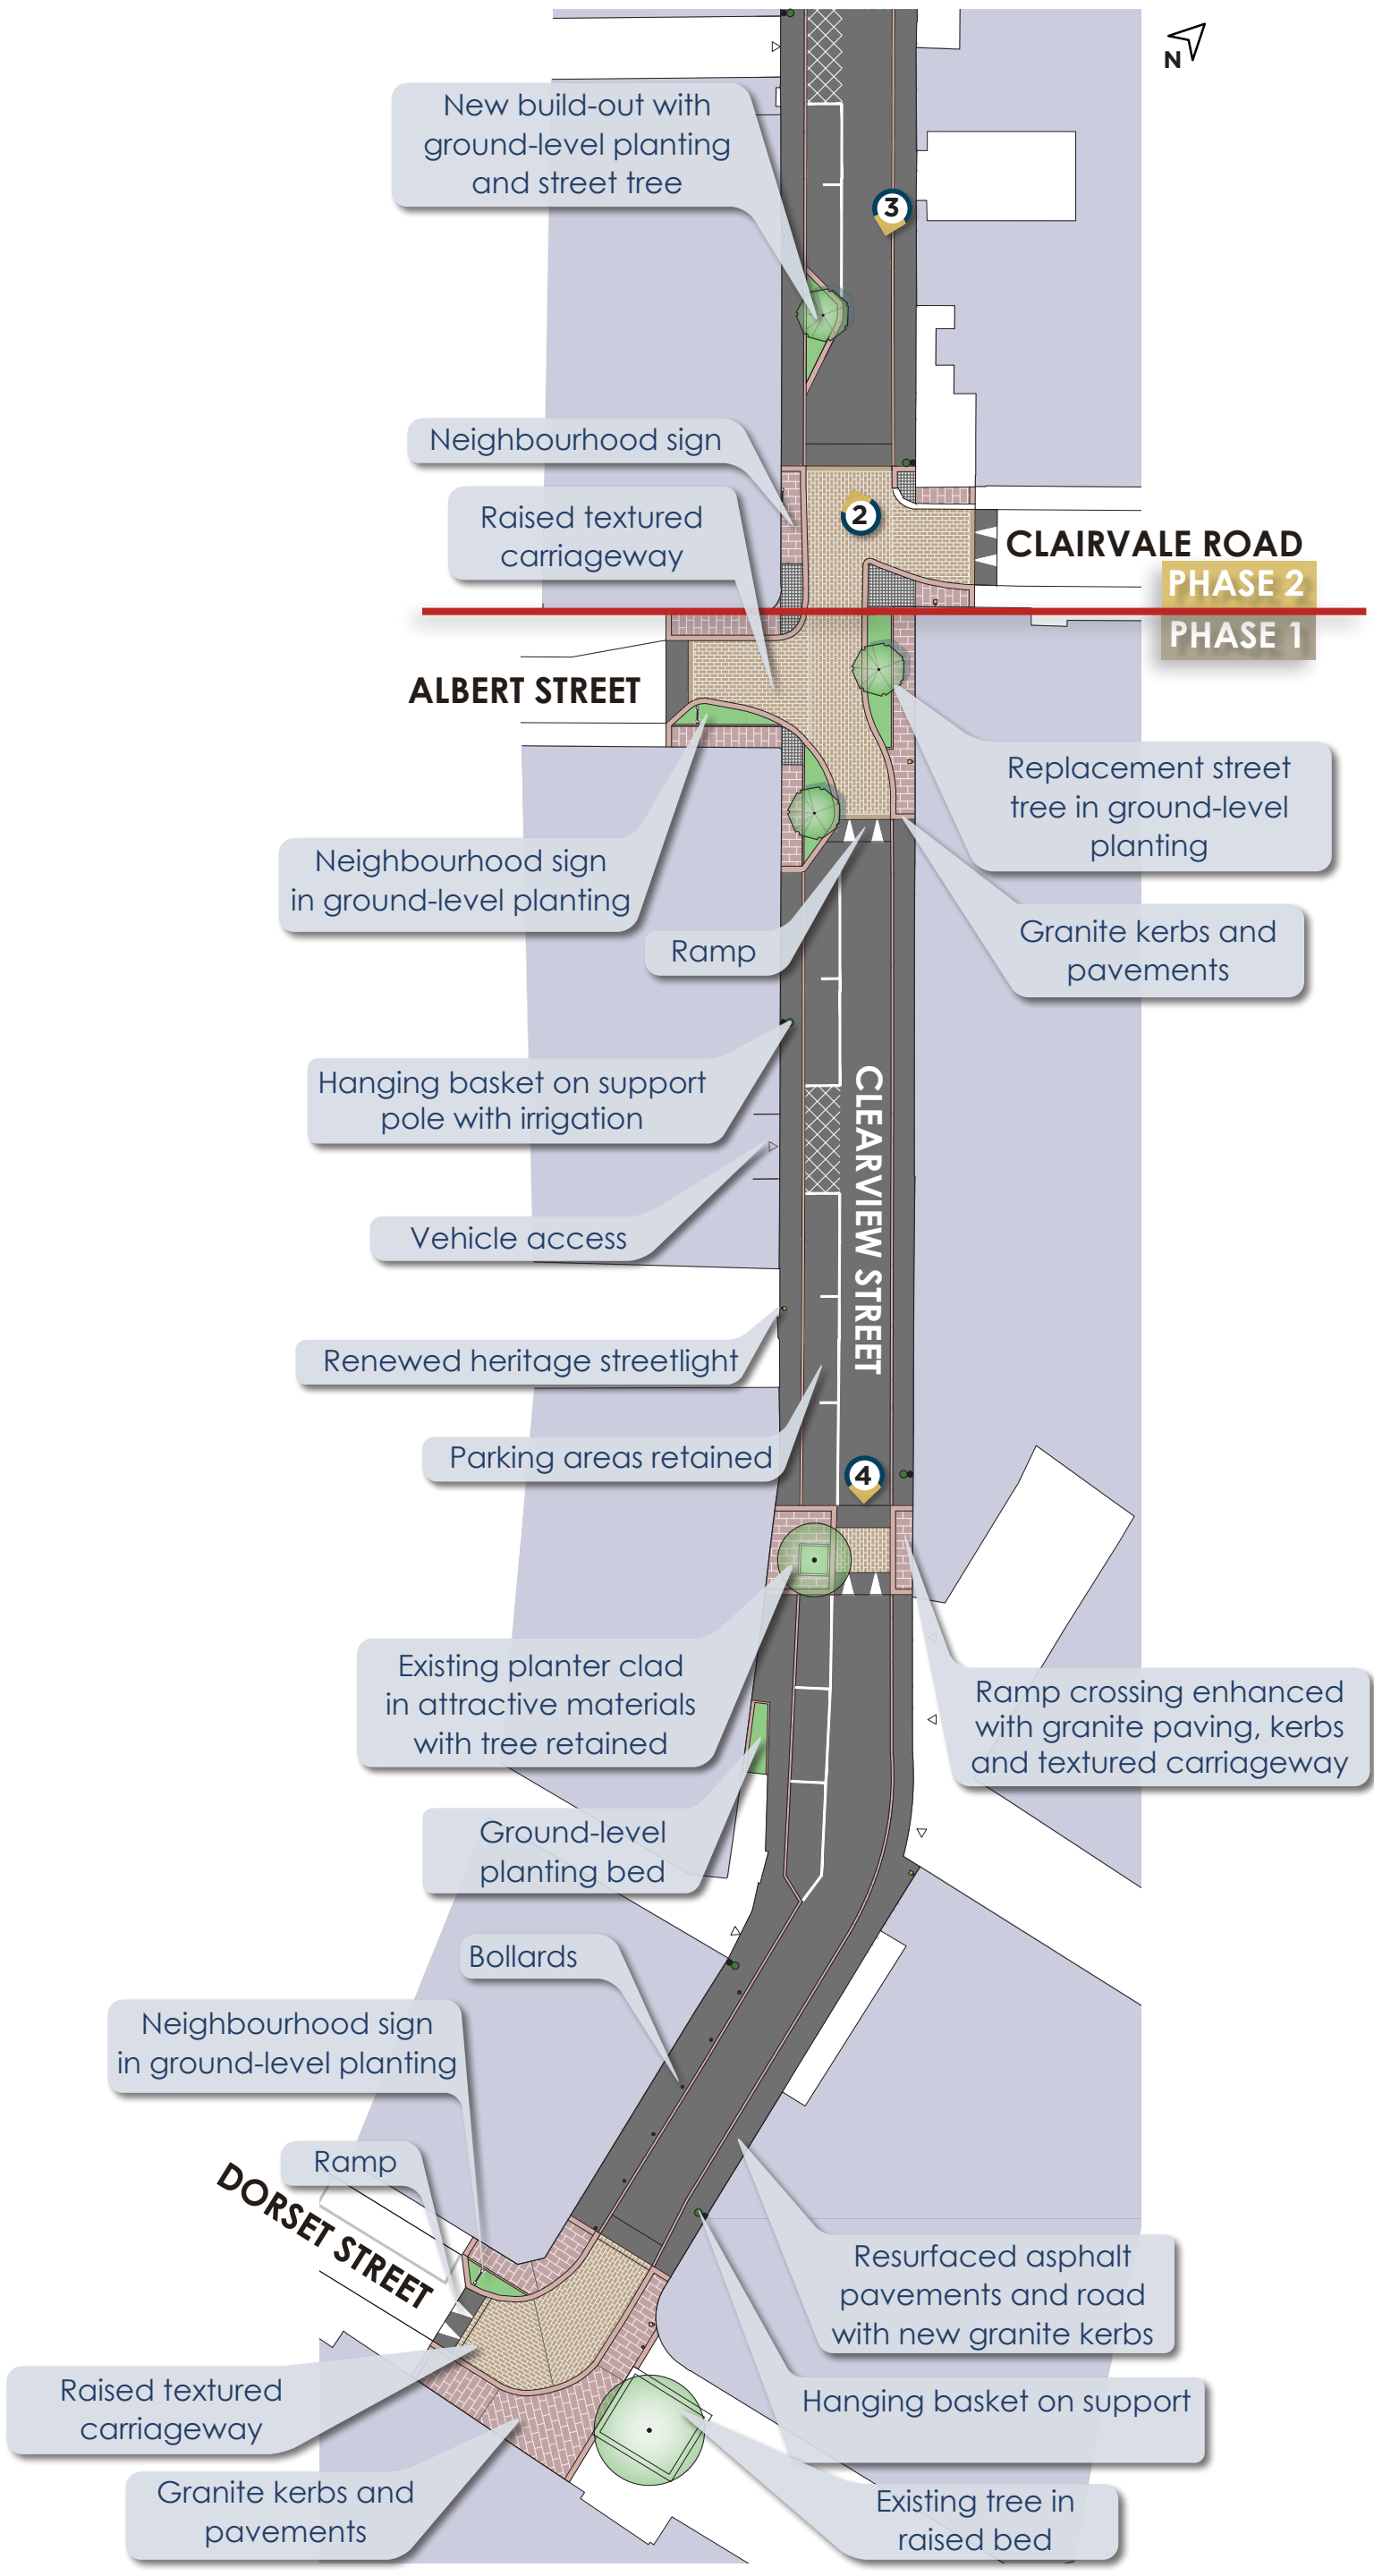 N
New build-out with
ground-level planting
and street tree
3
Neighbourhood sign
Raised textured
carriageway
2
CLAIRVALE ROAD
PHASE 2
PHASE 1
ALBERT STREET
Replacement street
tree in ground-level
planting
Neighbourhood sign
in ground-level planting
Ramp
Granite kerbs and
pavements
Hanging basket on support
pole with irrigation
CLEARVIEW STREET
Vehicle access
Renewed heritage streetlight
Parking areas retained
4
Existing planter clad
in attractive materials
with tree retained
Ramp crossing enhanced
with granite paving, kerbs
and textured carriageway
Ground-level
planting bed
Bollards
Neighbourhood sign
in ground-level planting
Ramp
DORSET STREET
Resurfaced asphalt
pavements and road
with new granite kerbs
Raised textured
carriageway
Hanging basket on support
Granite kerbs and
pavements
Existing tree in
raised bed